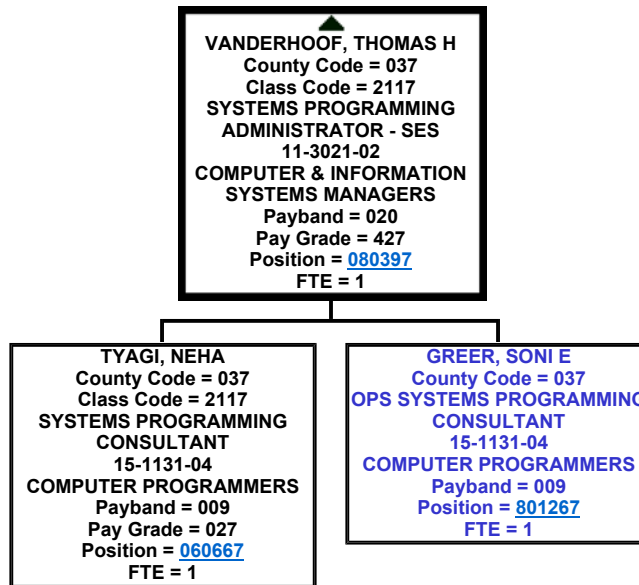 VANDERHOOF, THOMAS H
County Code = 037
Class Code = 2117
SYSTEMS PROGRAMMING
ADMINISTRATOR - SES
11-3021-02
COMPUTER & INFORMATION
SYSTEMS MANAGERS
Payband = 020
Pay Grade = 427
Position = 080397
FTE = 1
TYAGI, NEHA
County Code = 037
Class Code = 2117
SYSTEMS PROGRAMMING
CONSULTANT
15-1131-04
COMPUTER PROGRAMMERS
Payband = 009
Pay Grade = 027
Position = 060667
FTE = 1
GREER, SONI E
County Code = 037
OPS SYSTEMS PROGRAMMING
CONSULTANT
15-1131-04
COMPUTER PROGRAMMERS
Payband = 009
Position = 801267
FTE = 1